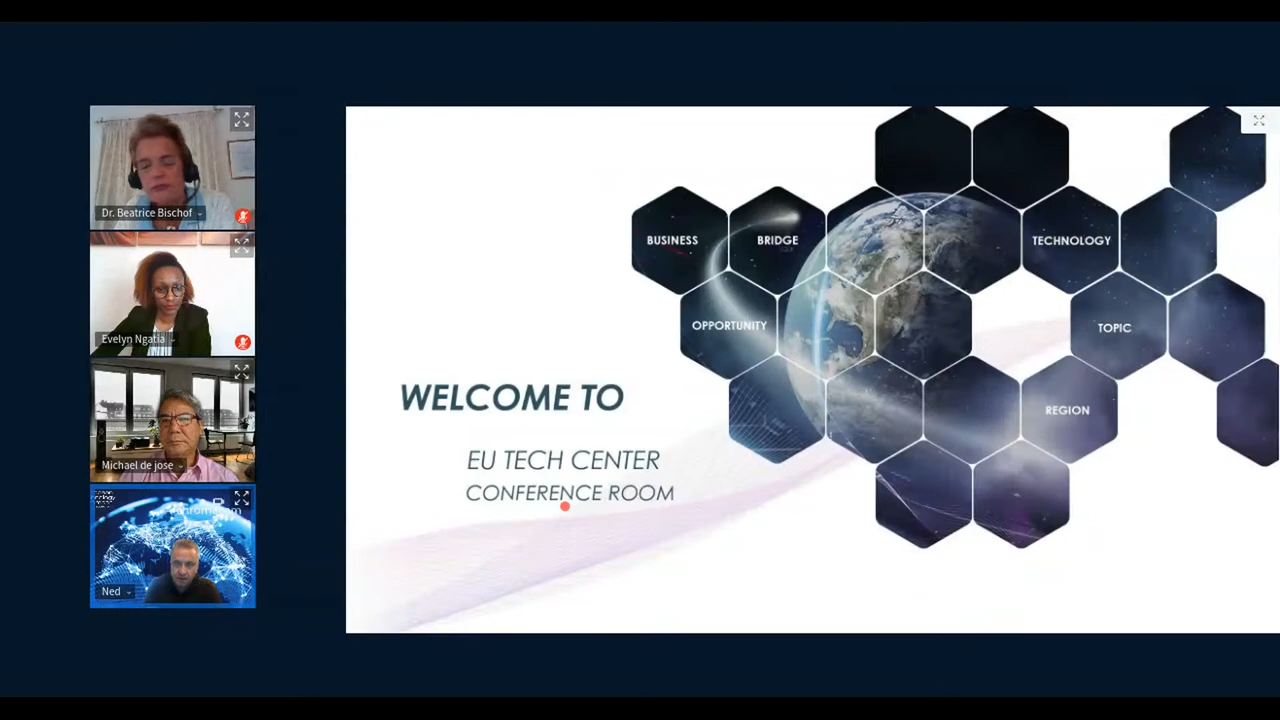 Dr. Beatrice Bischof
Evelyn Ngatia
Michael de jose
Ned
BUSINESS
BRIDGE
TECHNOLOGY
OPPORTUNITY
TOPIC
REGION
WELCOME TO
EU TECH CENTER
CONFERENCE ROOM